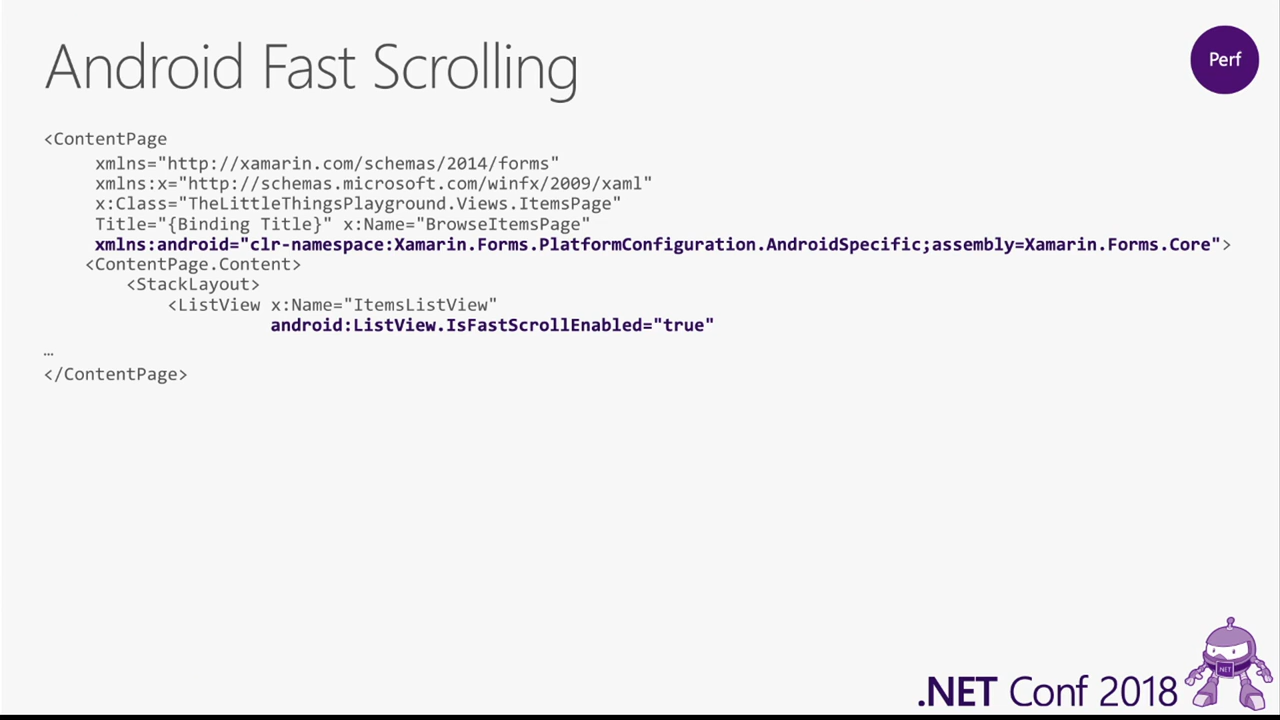 Android Fast Scrolling
Perf
<ContentPage
xmlns="http://xamarin.com/schemas/2014/forms"
xmlns:x="http://schemas.microsoft.com/winfx/2009/xaml"
x:Class="TheLittleThingsPlayground.Views.ItemsPage"
Title="{Binding Title}" x:Name="BrowseItemsPage"
xmlns:android="clr-namespace:Xamarin.Forms.PlatformConfiguration.AndroidSpecific;assembly=Xamarin.Forms.Core">
<ContentPage.Content>
<StackLayout>
<ListView x:Name="ItemsListView"
android:ListView.IsFastScrollEnabled="true"
…
</ContentPage>
.NET Conf 2018
.NET